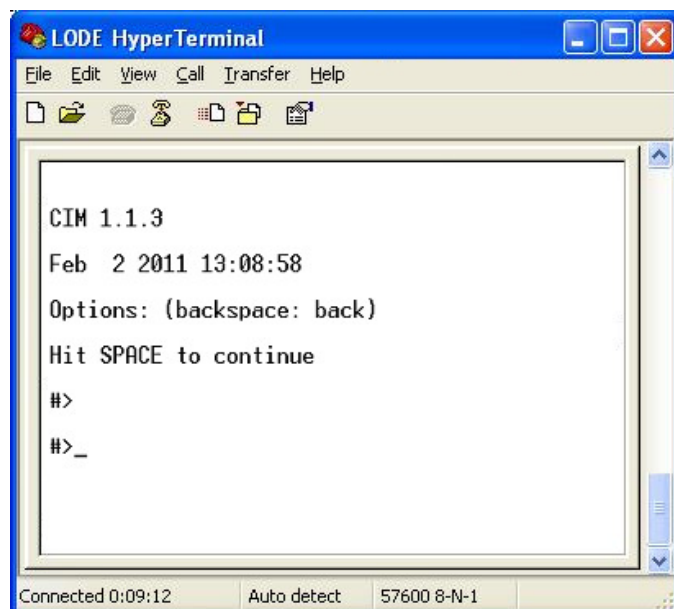 LODE HyperTerminal
File Edit View Call Transfer Help
CIM 1.1.3
Feb  2 2011 13:08:58
Options: (backspace: back)
Hit SPACE to continue
#>
#>_
Connected 0:09:12 Auto detect 57600 8-N-1